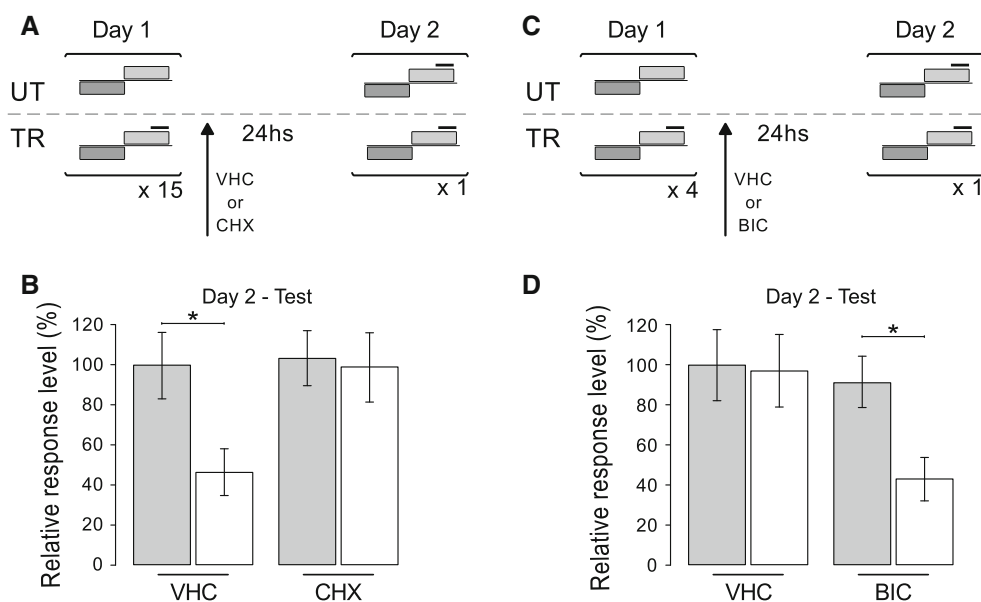 A
Day 1
Day 2
UT
TR
24hs
x 15
x 1
VHC
or
CHX
C
Day 1
Day 2
UT
TR
24hs
x 4
x 1
VHC
or
BIC
B
Day 2 - Test
Relative response level (%)
120
100
80
60
40
20
0
*
VHC
CHX
D
Day 2 - Test
Relative response level (%)
120
100
80
60
40
20
0
*
VHC
BIC